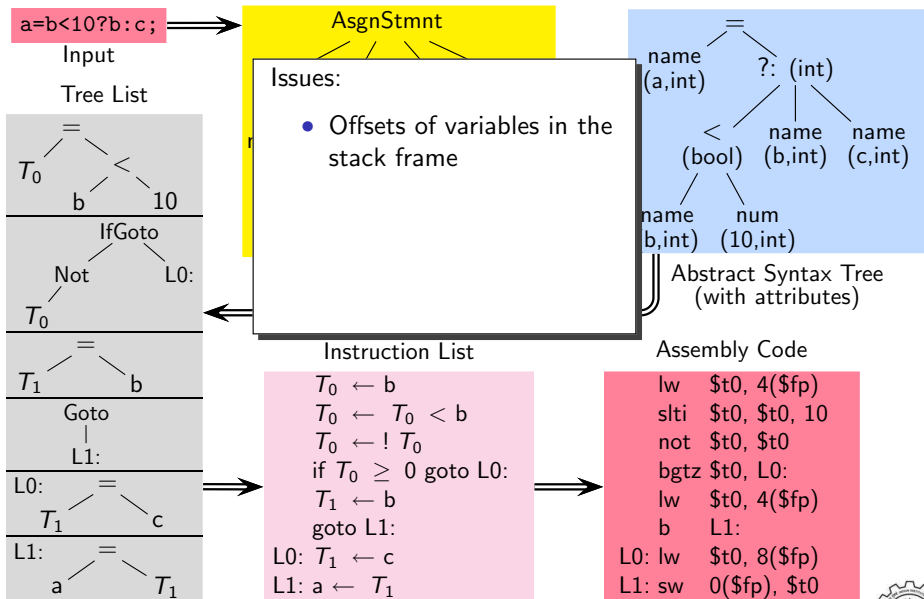 a=b<10?b:c;
Input
AsgnStmnt
Issues:
• Offsets of variables in the
stack frame
=
name
(a,int)
?: (int)
<
(bool)
name
(b,int)
name
(c,int)
name
b,int)
num
(10,int)
Abstract Syntax Tree
(with attributes)
Tree List
=
T0
<
b
10
IfGoto
Not
L0:
T0
=
T1
b
Goto
L1:
L0:
=
T1
c
L1:
=
a
T1
Instruction List
T0 ← b
T0 ← T0 < b
T0 ← ! T0
if T0 ≥ 0 goto L0:
T1 ← b
goto L1:
L0: T1 ← c
L1: a ← T1
Assembly Code
lw $t0, 4($fp)
slti $t0, $t0, 10
not $t0, $t0
bgtz $t0, L0:
lw $t0, 4($fp)
b L1:
L0: lw $t0, 8($fp)
L1: sw 0($fp), $t0